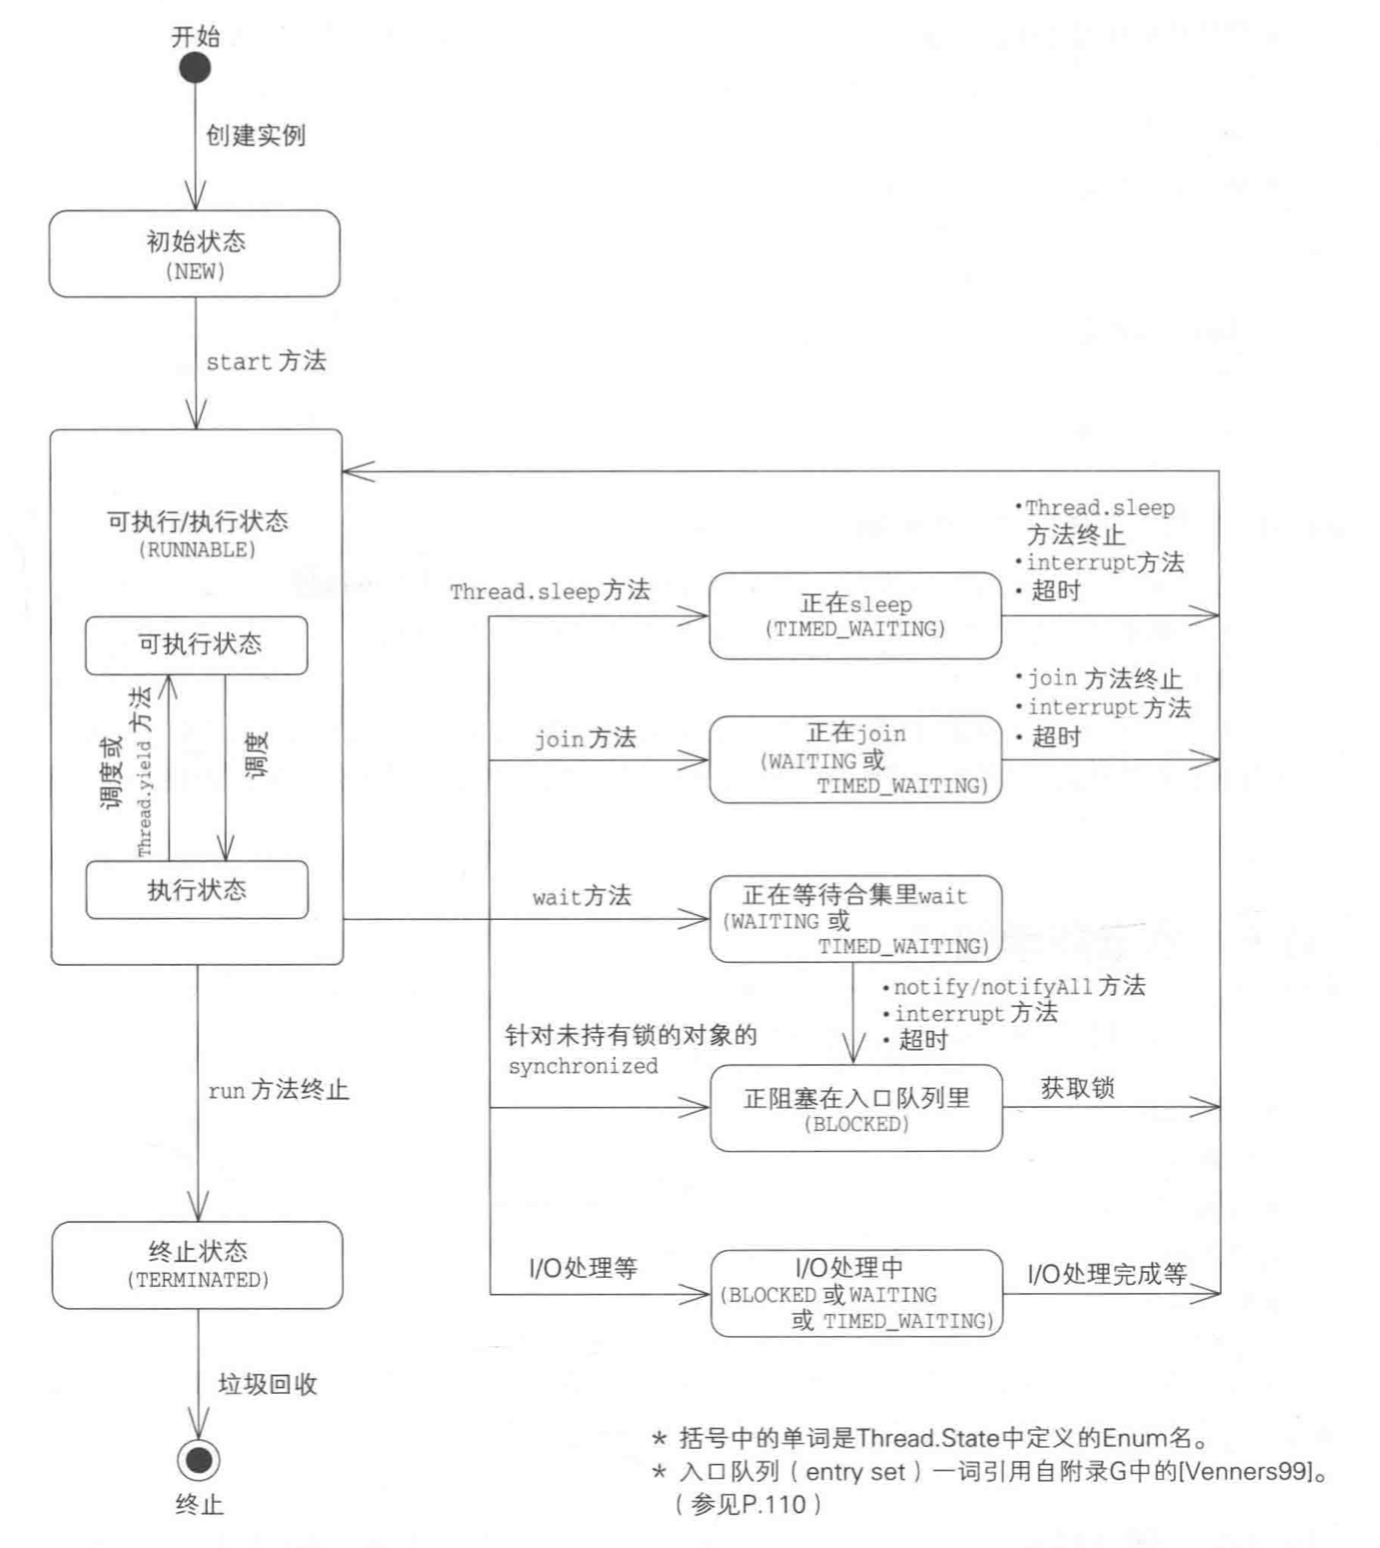 开始
创建实例
初始状态
(NEW)
start 方法
可执行/执行状态
(RUNNABLE)
可执行状态
调度或
Thread.yield 方法
调度
执行状态
Thread.sleep方法
正在sleep
(TIMED_WAITING)
·Thread.sleep
方法终止
·interrupt方法
·超时
join 方法
正在join
(WAITING 或
TIMED_WAITING)
·join 方法终止
·interrupt 方法
·超时
wait方法
正在等待合集里wait
(WAITING 或
TIMED_WAITING)
·notify/notifyAll 方法
·interrupt 方法
·超时
针对未持有锁的对象的
synchronized
正阻塞在入口队列里
(BLOCKED)
获取锁
run 方法终止
I/O处理等
I/O处理中
(BLOCKED 或 WAITING
或 TIMED_WAITING)
I/O处理完成等
终止状态
(TERMINATED)
垃圾回收
终止
* 括号中的单词是Thread.State中定义的Enum名。
* 入口队列（entry set）一词引用自附录G中的[Venners99]。
（参见P.110）